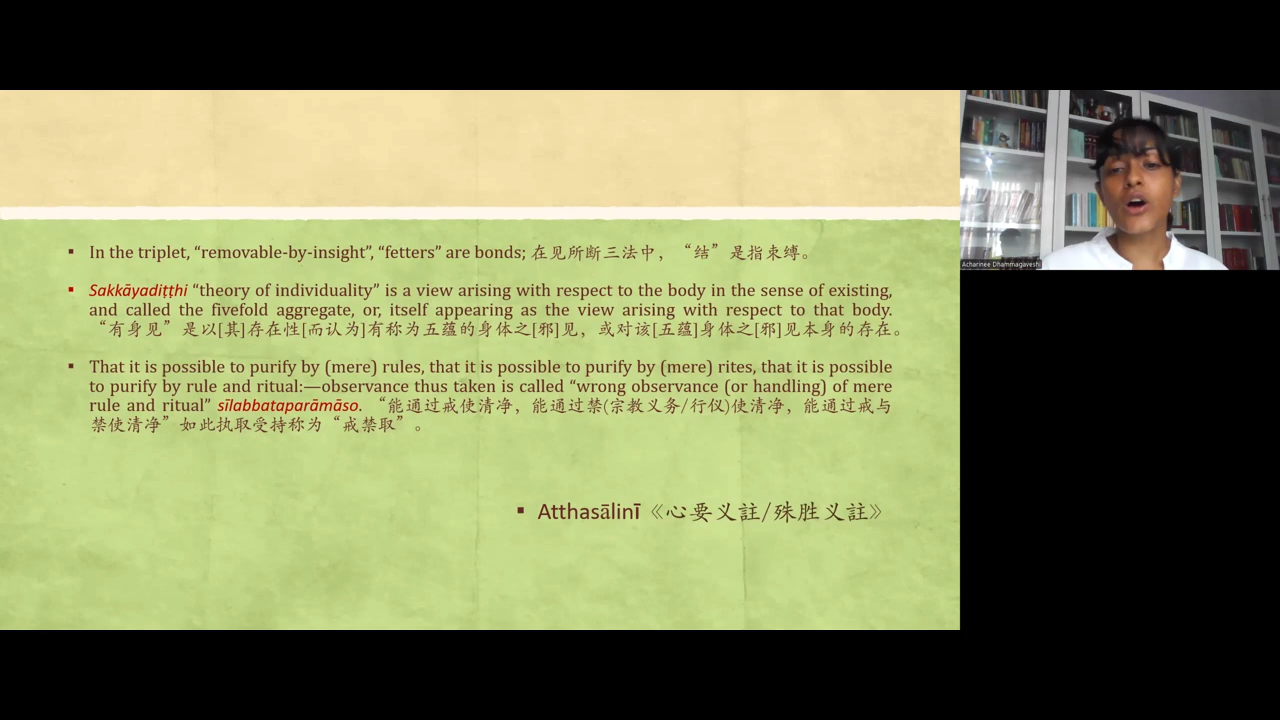 ▪ In the triplet, “removable-by-insight”, “fetters” are bonds; 在见所断三法中，“结”是指束缚。
▪ Sakkāyadiṭṭhi “theory of individuality” is a view arising with respect to the body in the sense of existing,
and called the fivefold aggregate, or, itself appearing as the view arising with respect to that body.
“有身见”是以[其]存在性[而认为]有称为五蕴的身体之[邪]见，或对该[五蕴]身体之[邪]见本身的存在。
▪ That it is possible to purify by (mere) rules, that it is possible to purify by (mere) rites, that it is possible
to purify by rule and ritual:—observance thus taken is called “wrong observance (or handling) of mere
rule and ritual” sīlabbataparāmāso. “能通过戒使清净，能通过禁(宗教义务/行仪)使清净，能通过戒与
禁使清净”如此执取受持称为“戒禁取”。
▪ Atthasālinī《心要义註/殊胜义註》
Acharinee Dhammagaveshi